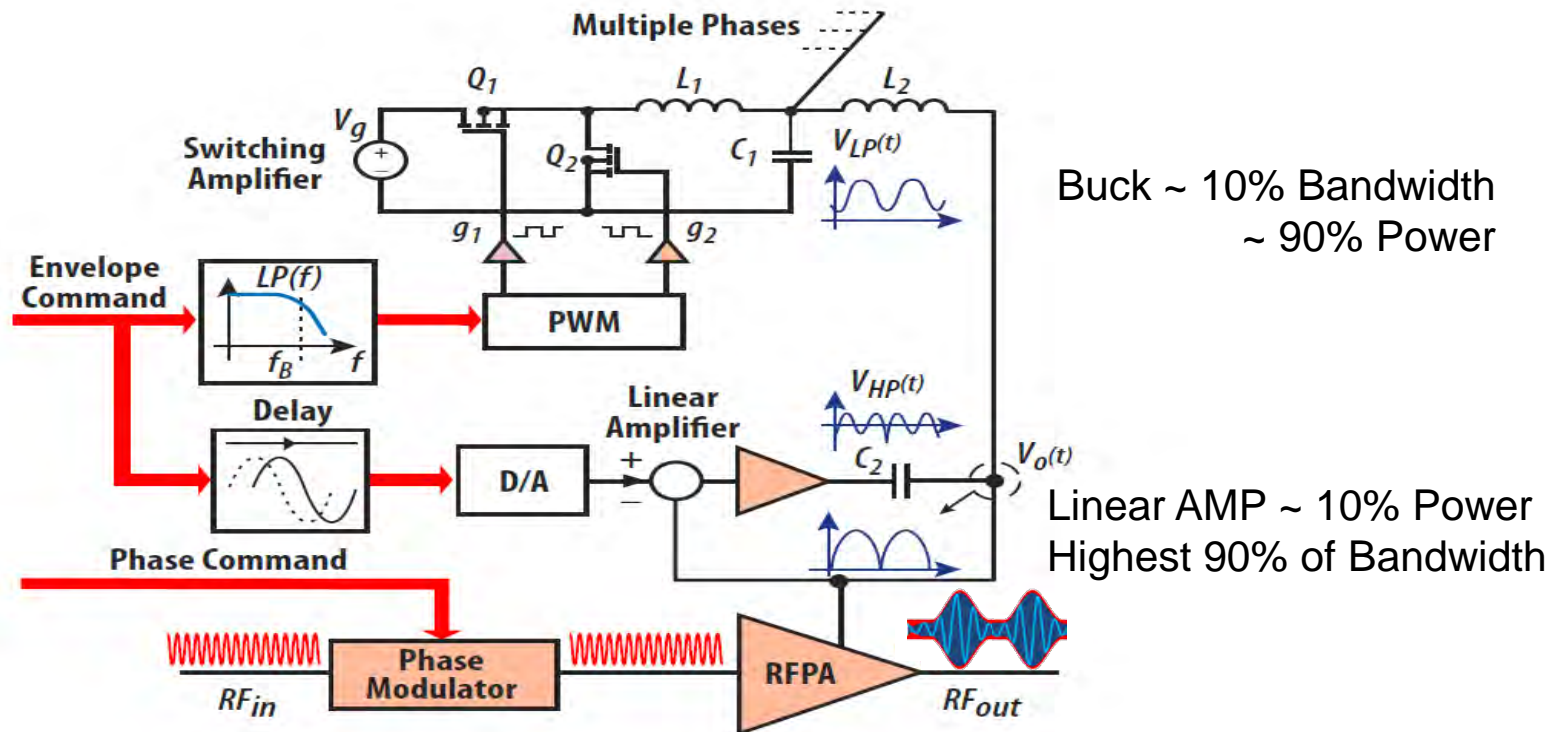 Multiple Phases
Q1
L1
L2
Vg
+
−
Switching
Amplifier
Q2
C1
VLP(t)
Buck ~ 10% Bandwidth
~ 90% Power
g1
g2
Envelope
Command
LP(f)
fB
f
PWM
Delay
Linear
Amplifier
VHP(t)
D/A
+
−
C2
Vo(t)
Linear AMP ~ 10% Power
Highest 90% of Bandwidth
Phase Command
Phase
Modulator
RFPA
RFin
RFout